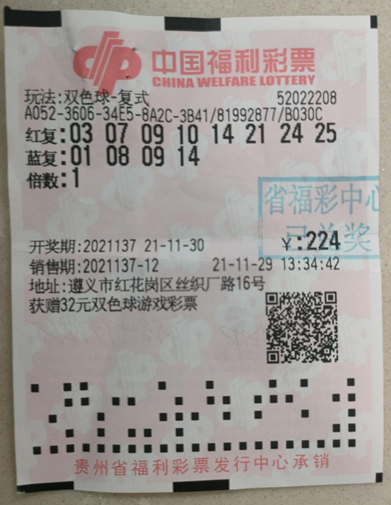 中国福利彩票
CHINA WELFARE LOTTERY
玩法:双色球-复式 52022208
A052-3606-34E5-8A2C-3B41/81992877/B030C
红复:03 07 09 10 14 21 24 25
蓝复:01 08 09 14
倍数:1
省福彩中心
已兑奖
开奖期:2021137 21-11-30 ¥:224
销售期:2021137-12 21-11-29 13:34:42
地址:遵义市红花岗区丝织厂路16号
获赠32元双色球游戏彩票
贵州省福利彩票发行中心承销